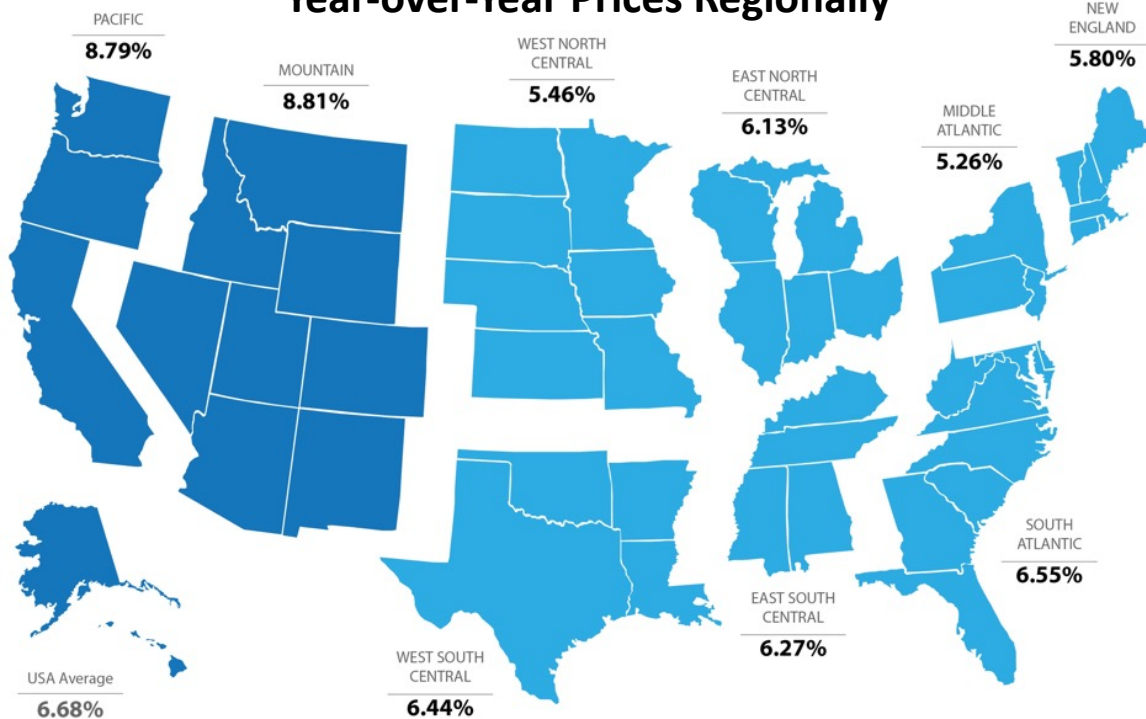 Year-over-Year Prices Regionally
PACIFIC
8.79%
MOUNTAIN
8.81%
WEST NORTH
CENTRAL
5.46%
EAST NORTH
CENTRAL
6.13%
MIDDLE
ATLANTIC
5.26%
NEW
ENGLAND
5.80%
USA Average
6.68%
WEST SOUTH
CENTRAL
6.44%
EAST SOUTH
CENTRAL
6.27%
SOUTH
ATLANTIC
6.55%